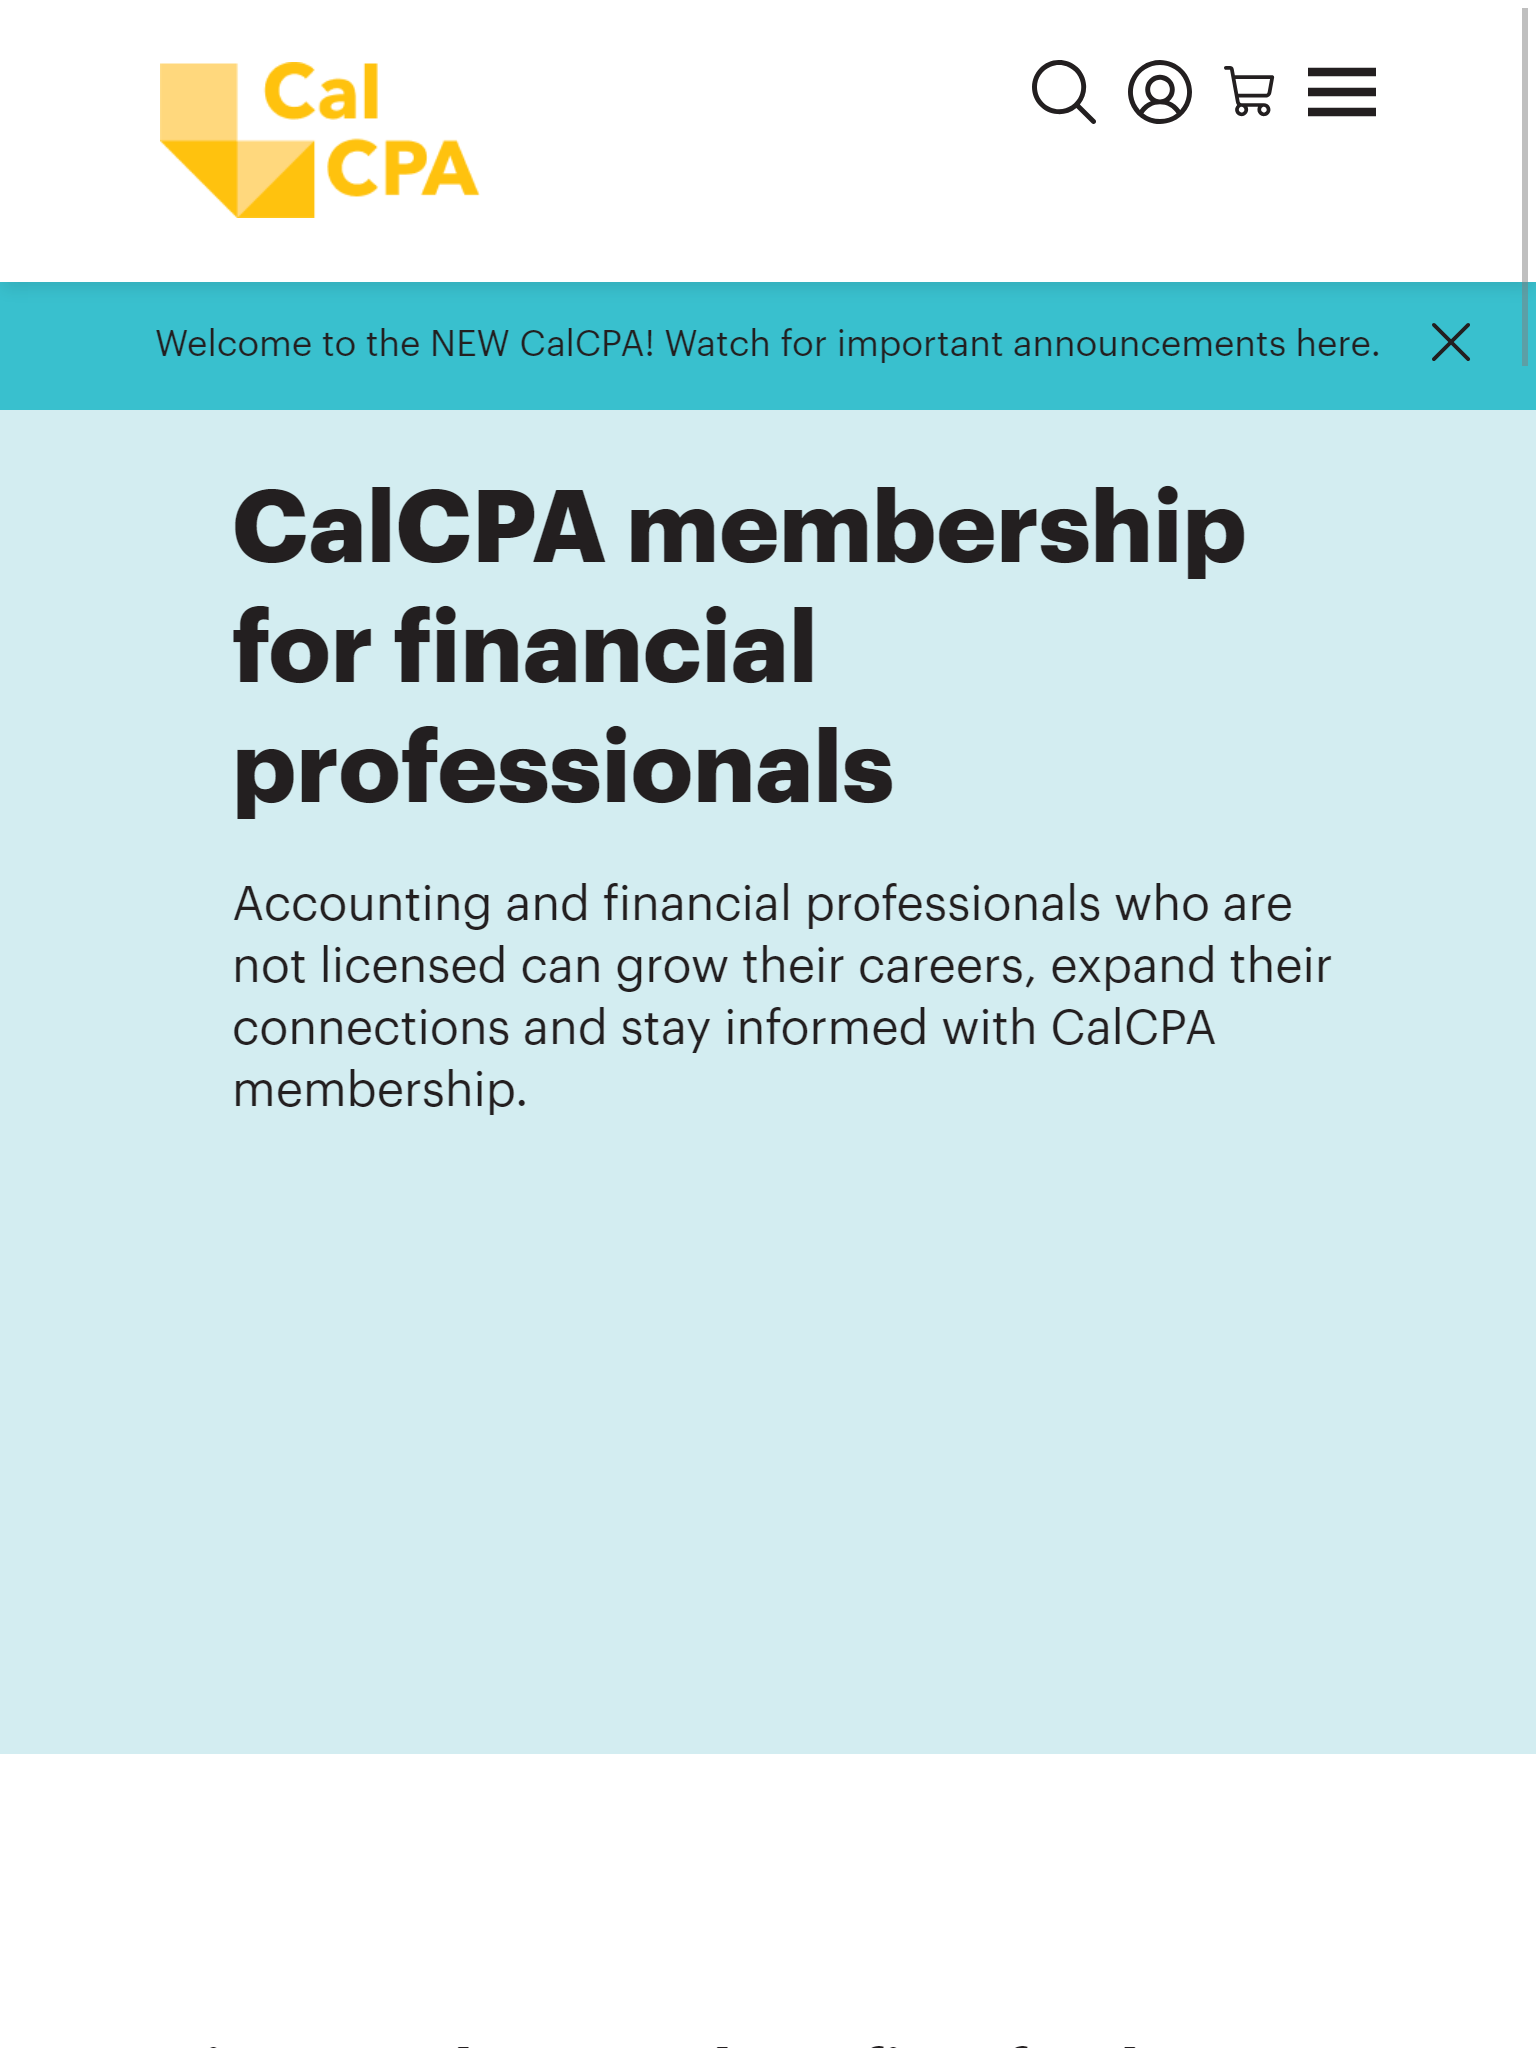 Cal
CPA
Welcome to the NEW CalCPA! Watch for important announcements here.
CalCPA membership
for financial
professionals
Accounting and financial professionals who are
not licensed can grow their careers, expand their
connections and stay informed with CalCPA
membership.